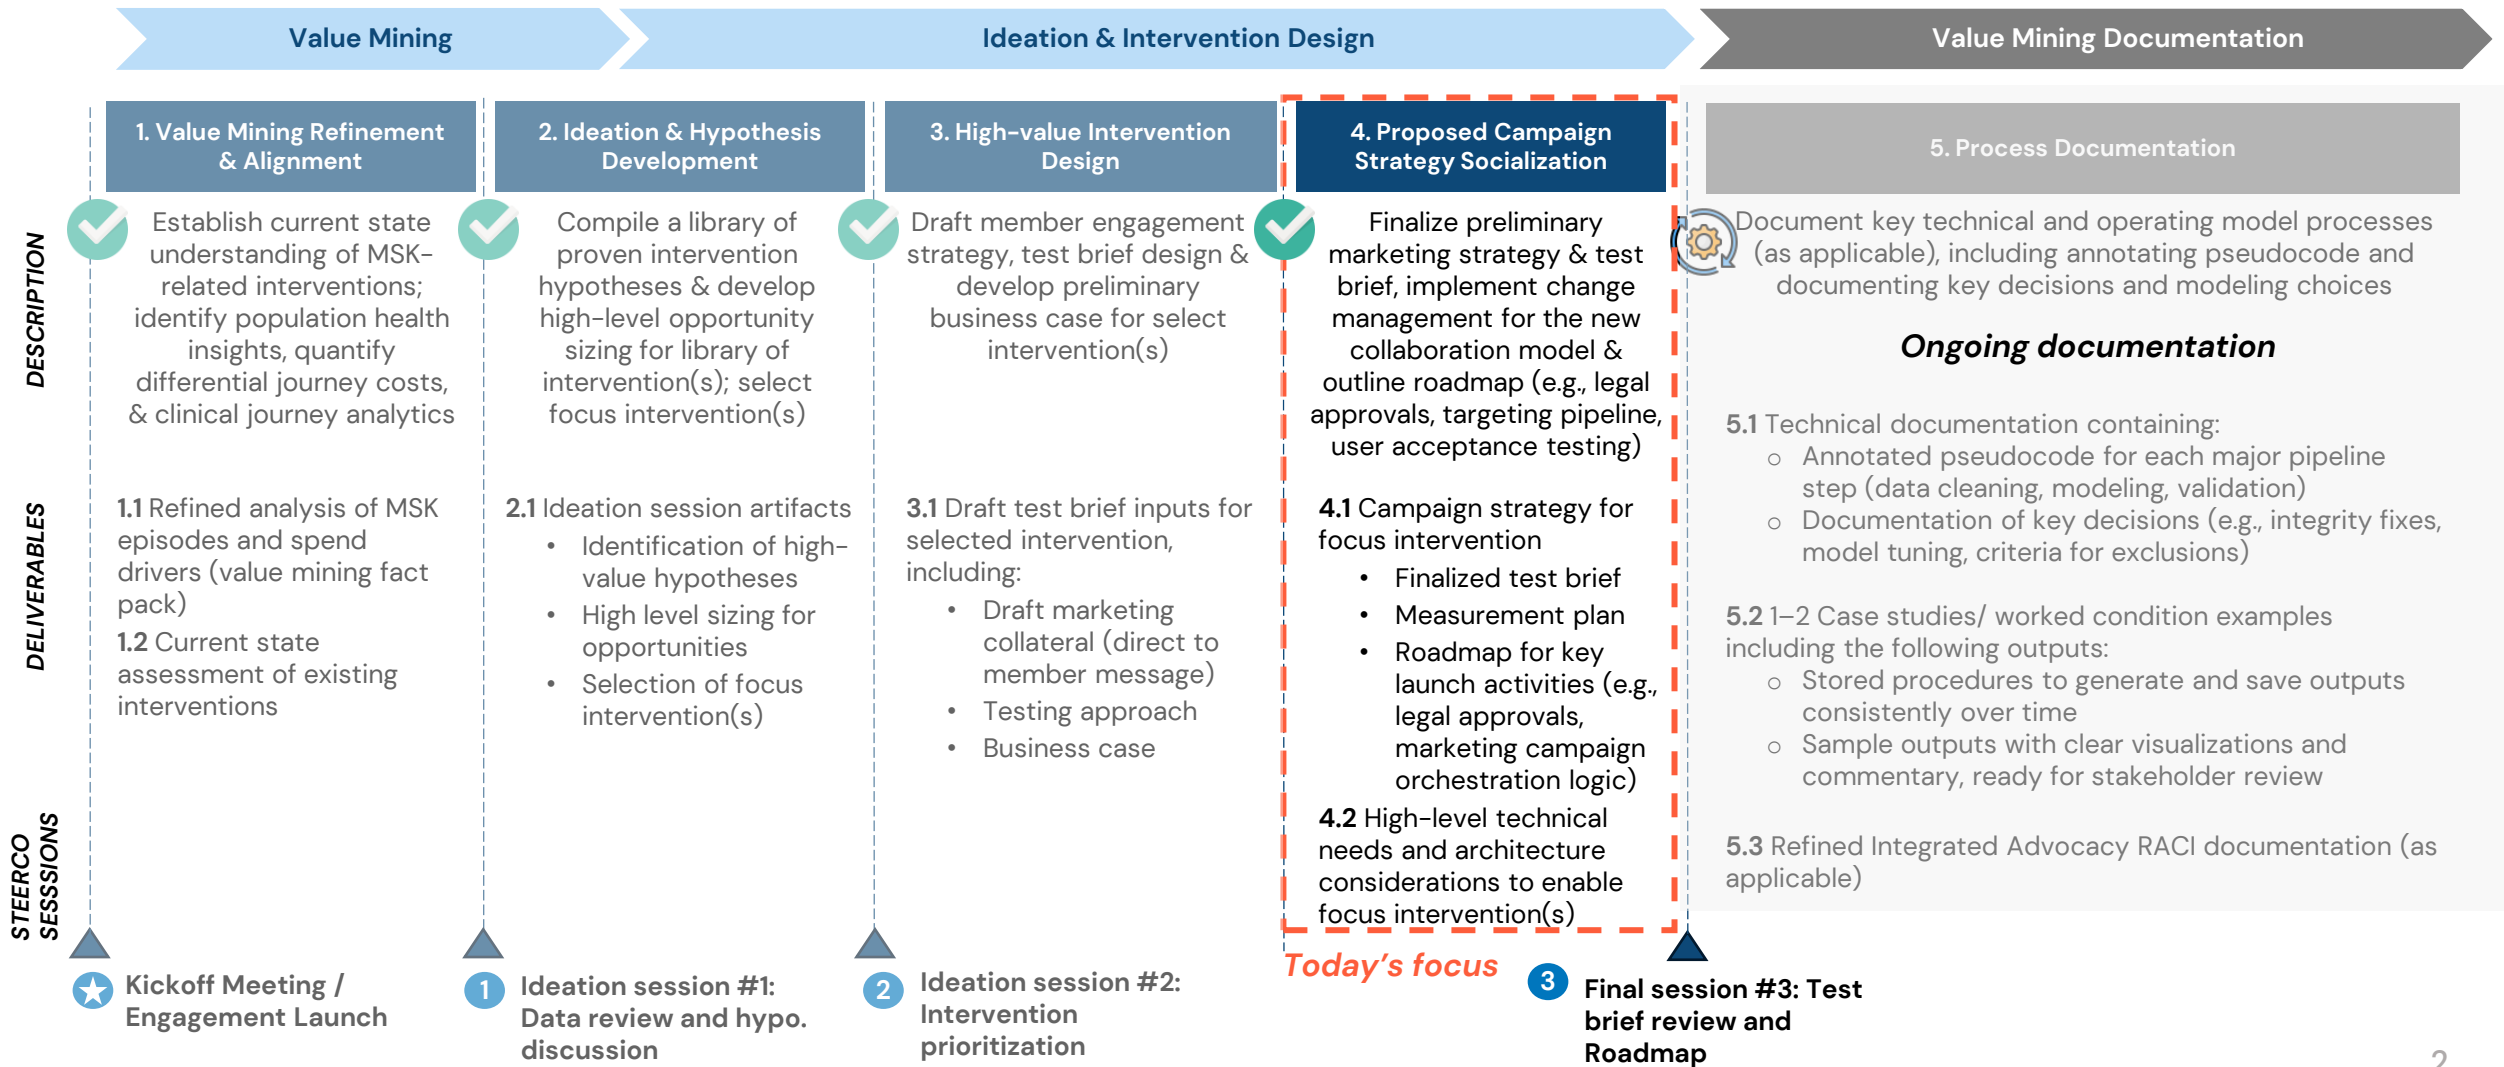 Value Mining
Ideation & Intervention Design
Value Mining Documentation
1. Value Mining Refinement
& Alignment
2. Ideation & Hypothesis
Development
3. High-value Intervention
Design
4. Proposed Campaign
Strategy Socialization
5. Process Documentation
DESCRIPTION
Establish current state
understanding of MSK-
related interventions;
identify population health
insights, quantify
differential journey costs,
& clinical journey analytics
Compile a library of
proven intervention
hypotheses & develop
high-level opportunity
sizing for library of
intervention(s); select
focus intervention(s)
Draft member engagement
strategy, test brief design &
develop preliminary
business case for select
intervention(s)
Finalize preliminary
marketing strategy & test
brief, implement change
management for the new
collaboration model &
outline roadmap (e.g., legal
approvals, targeting pipeline,
user acceptance testing)
Document key technical and operating model processes
(as applicable), including annotating pseudocode and
documenting key decisions and modeling choices
Ongoing documentation
DELIVERABLES
1.1 Refined analysis of MSK
episodes and spend
drivers (value mining fact
pack)
1.2 Current state
assessment of existing
interventions
2.1 Ideation session artifacts
• Identification of high-
value hypotheses
• High level sizing for
opportunities
• Selection of focus
intervention(s)
3.1 Draft test brief inputs for
selected intervention,
including:
• Draft marketing
collateral (direct to
member message)
• Testing approach
• Business case
4.1 Campaign strategy for
focus intervention
• Finalized test brief
• Measurement plan
• Roadmap for key
launch activities (e.g.,
legal approvals,
marketing campaign
orchestration logic)
4.2 High-level technical
needs and architecture
considerations to enable
focus intervention(s)
5.1 Technical documentation containing:
o Annotated pseudocode for each major pipeline
step (data cleaning, modeling, validation)
o Documentation of key decisions (e.g., integrity fixes,
model tuning, criteria for exclusions)
5.2 1–2 Case studies/ worked condition examples
including the following outputs:
o Stored procedures to generate and save outputs
consistently over time
o Sample outputs with clear visualizations and
commentary, ready for stakeholder review
5.3 Refined Integrated Advocacy RACI documentation (as
applicable)
STEERCO
SESSSIONS
Kickoff Meeting /
Engagement Launch
1
Ideation session #1:
Data review and hypo.
discussion
2
Ideation session #2:
Intervention
prioritization
Today's focus
3
Final session #3: Test
brief review and
Roadmap
2